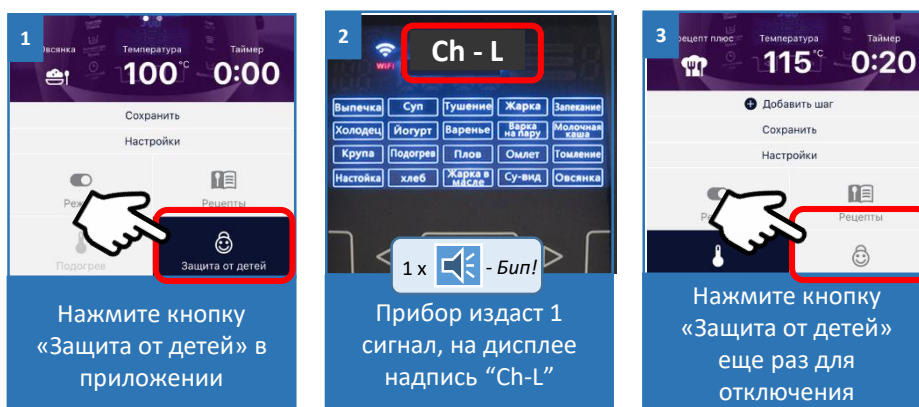 1
Овсянка
Температура
Таймер
100°C
0:00
Сохранить
Настройки
Рецепты
Подогрев
Защита от детей
Нажмите кнопку
«Защита от детей» в
приложении
2
WiFi
Ch - L
Выпечка Суп Тушение Жарка Запекание
Холодец Йогурт Варенье Варка на пару Молочная каша
Крупа Подогрев Плов Омлет Томление
Настойка хлеб Жарка в масле Су-вид Овсянка
1 x - Бип!
Прибор издаст 1
сигнал, на дисплее
надпись “Ch-L”
3
рецепт плюс
Температура
Таймер
115°C
0:20
Добавить шаг
Сохранить
Настройки
Рецепты
Нажмите кнопку
«Защита от детей»
еще раз для
отключения